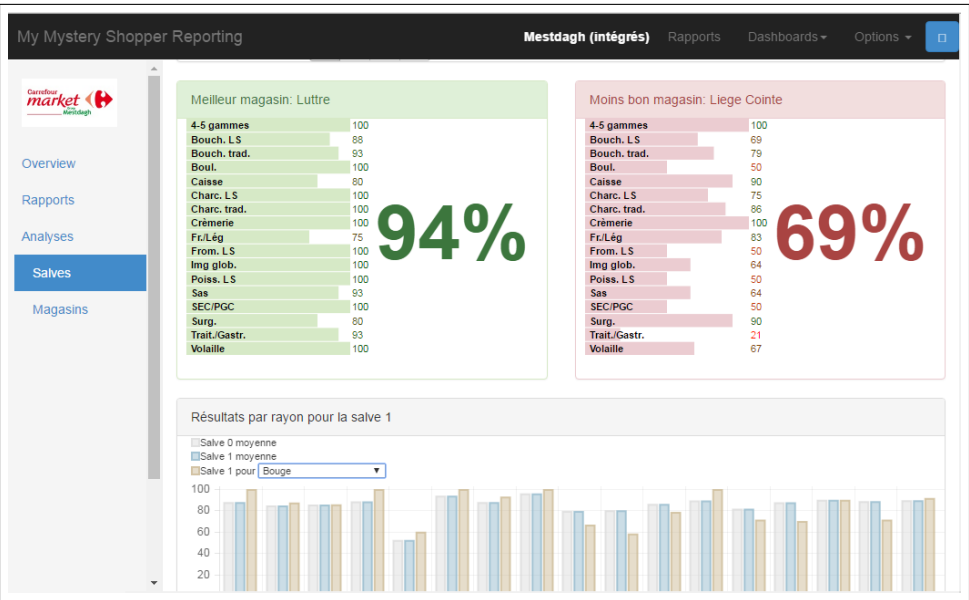 My Mystery Shopper Reporting
Mestdagh (intégrés) Rapports Dashboards Options
Carrefour
market
Mestdagh
Overview
Rapports
Analyses
Salves
Magasins
Meilleur magasin: Luttre
4-5 gammes 100
Bouch. LS 88
Bouch. trad. 93
Boul. 100
Caisse 80
Charc. LS 100
Charc. trad. 100
Crèmerie 100
Fr./Lég 75
From. LS 100
Img glob. 100
Poiss. LS 100
Sas 93
SEC/PGC 100
Surg. 80
Trait./Gastr. 93
Volaille 100
94%
Moins bon magasin: Liege Cointe
4-5 gammes 100
Bouch. LS 69
Bouch. trad. 79
Boul. 50
Caisse 90
Charc. LS 75
Charc. trad. 86
Crèmerie 100
Fr./Lég 83
From. LS 50
Img glob. 64
Poiss. LS 50
Sas 64
SEC/PGC 50
Surg. 90
Trait./Gastr. 21
Volaille 67
69%
Résultats par rayon pour la salve 1
Salve 0 moyenne
Salve 1 moyenne
Salve 1 pour Bouge
100
80
60
40
20